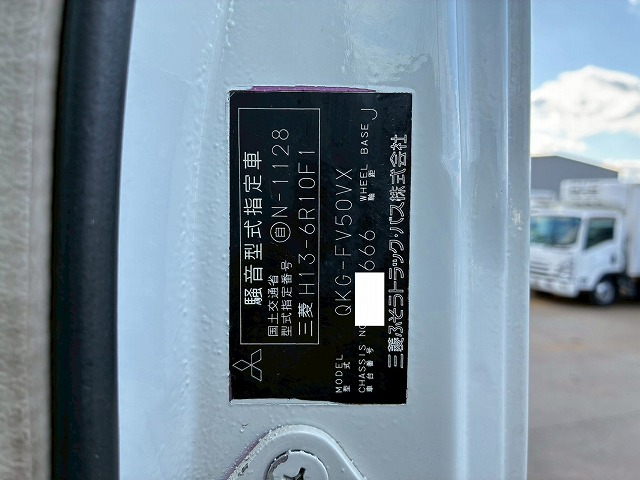 騒音型式指定車
国土交通省
型式指定番号 自N-1128
三菱 H13-6R10F1
MODEL
型式 QKG-FV50VX
CHASSIS NO 666 WHEEL BASE J
車台番号 軸距
三菱ふそうトラック・バス株式会社